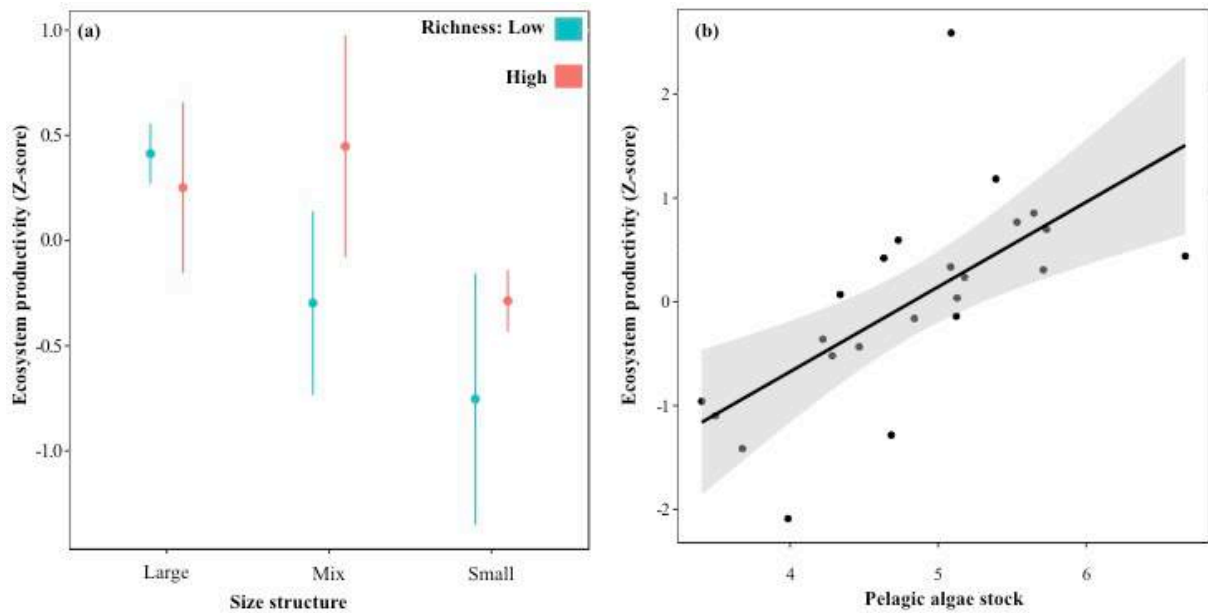 (a)
Richness: Low
High
Ecosystem productivity (Z-score)
1.0
0.5
0.0
-0.5
-1.0
Large
Mix
Small
Size structure
(b)
Ecosystem productivity (Z-score)
2
1
0
-1
-2
4
5
6
Pelagic algae stock